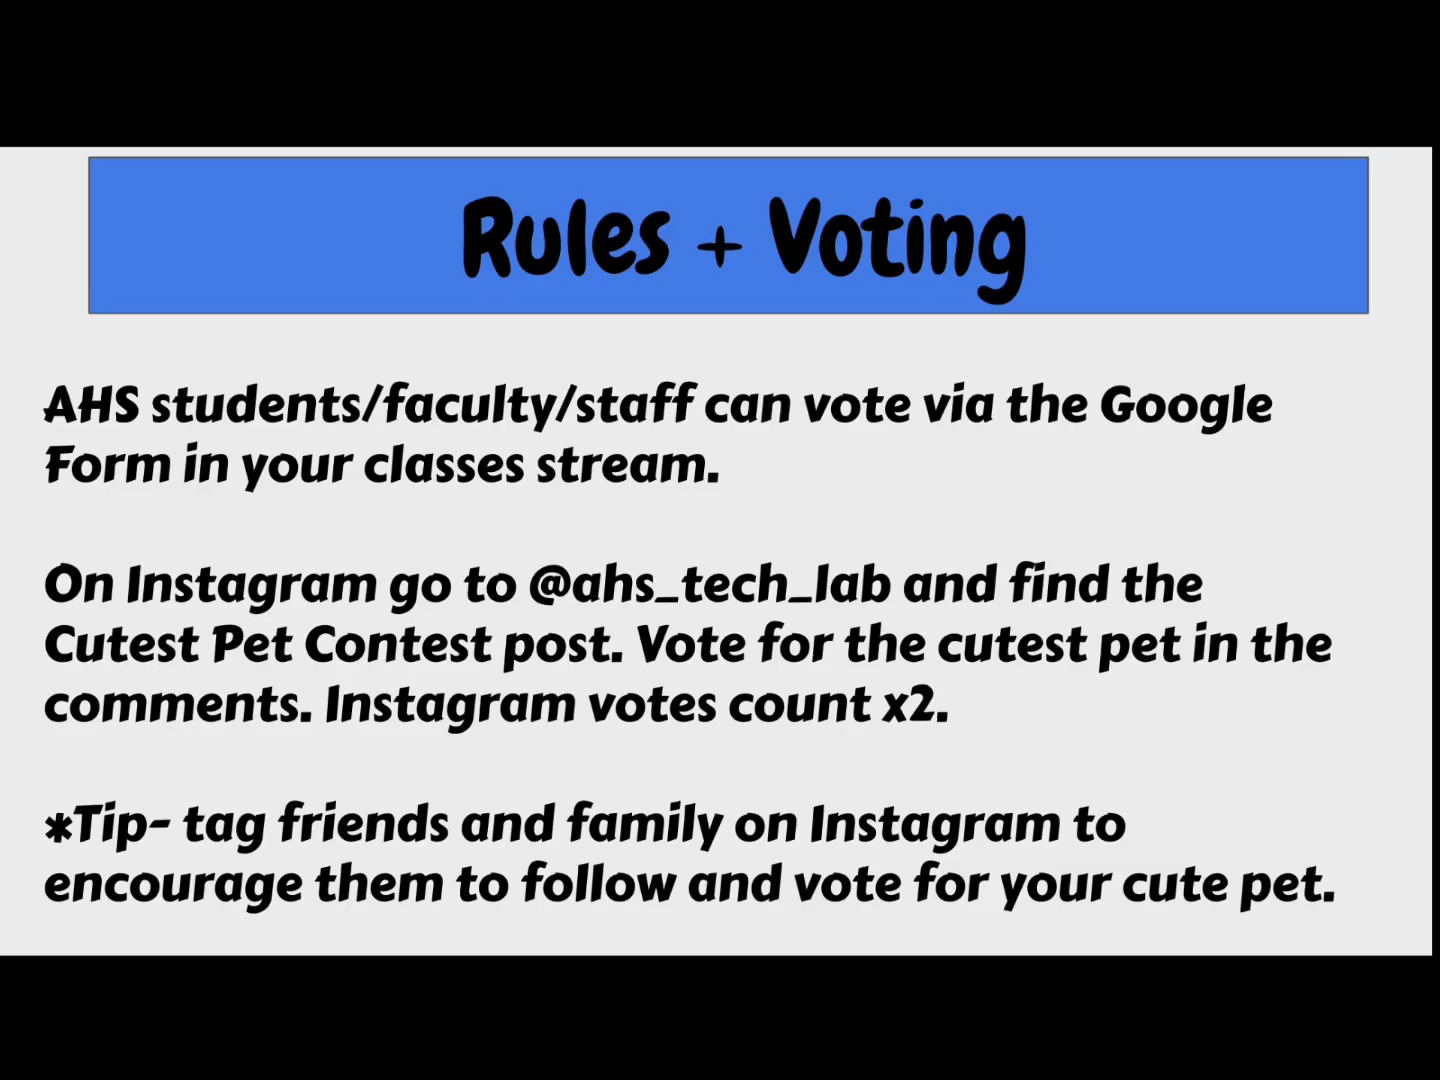 Rules + Voting
AHS students/faculty/staff can vote via the Google
Form in your classes stream.
On Instagram go to @ahs_tech_lab and find the
Cutest Pet Contest post. Vote for the cutest pet in the
comments. Instagram votes count x2.
*Tip- tag friends and family on Instagram to
encourage them to follow and vote for your cute pet.